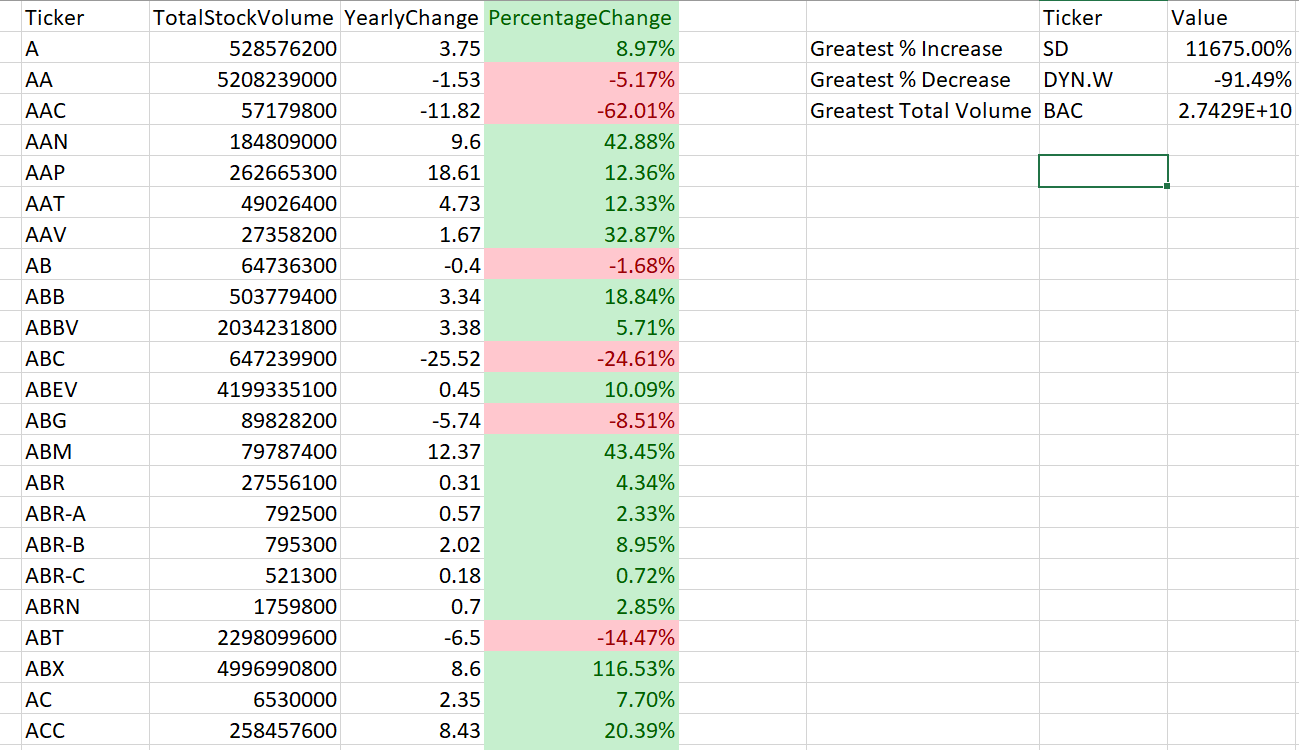 Ticker TotalStockVolume YearlyChange PercentageChange Ticker Value
A 528576200 3.75 8.97% Greatest % Increase SD 11675.00%
AA 5208239000 -1.53 -5.17% Greatest % Decrease DYN.W -91.49%
AAC 57179800 -11.82 -62.01% Greatest Total Volume BAC 2.7429E+10
AAN 184809000 9.6 42.88%
AAP 262665300 18.61 12.36%
AAT 49026400 4.73 12.33%
AAV 27358200 1.67 32.87%
AB 64736300 -0.4 -1.68%
ABB 503779400 3.34 18.84%
ABBV 2034231800 3.38 5.71%
ABC 647239900 -25.52 -24.61%
ABEV 4199335100 0.45 10.09%
ABG 89828200 -5.74 -8.51%
ABM 79787400 12.37 43.45%
ABR 27556100 0.31 4.34%
ABR-A 792500 0.57 2.33%
ABR-B 795300 2.02 8.95%
ABR-C 521300 0.18 0.72%
ABRN 1759800 0.7 2.85%
ABT 2298099600 -6.5 -14.47%
ABX 4996990800 8.6 116.53%
AC 6530000 2.35 7.70%
ACC 258457600 8.43 20.39%